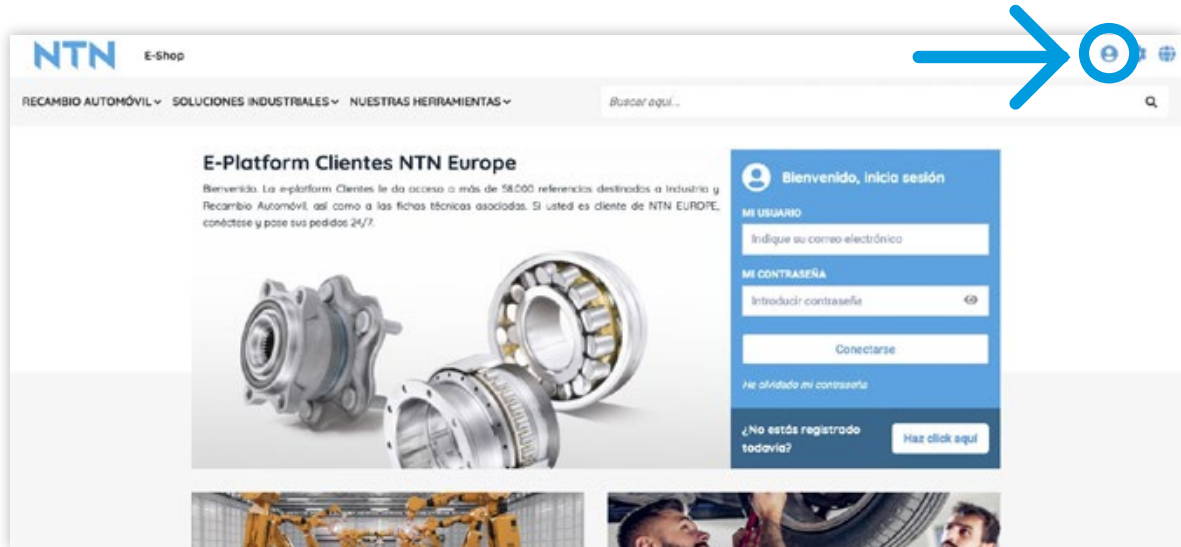 NTN E-Shop
RECAMBIO AUTOMÓVIL SOLUCIONES INDUSTRIALES NUESTRAS HERRAMIENTAS Buscar aquí...
E-Platform Clientes NTN Europe
Bienvenido. La e-platform Clientes le da acceso a más de 58.000 referencias destinadas a Industria y
Recambio Automóvil, así como a las fichas técnicas asociadas. Si usted es cliente de NTN EUROPE,
conéctese y pase sus pedidos 24/7.
Bienvenido, inicia sesión
MI USUARIO
Indique su correo electrónico
MI CONTRASEÑA
Introducir contraseña
Conectarse
He olvidado mi contraseña
¿No estás registrado
todavía?
Haz click aquí